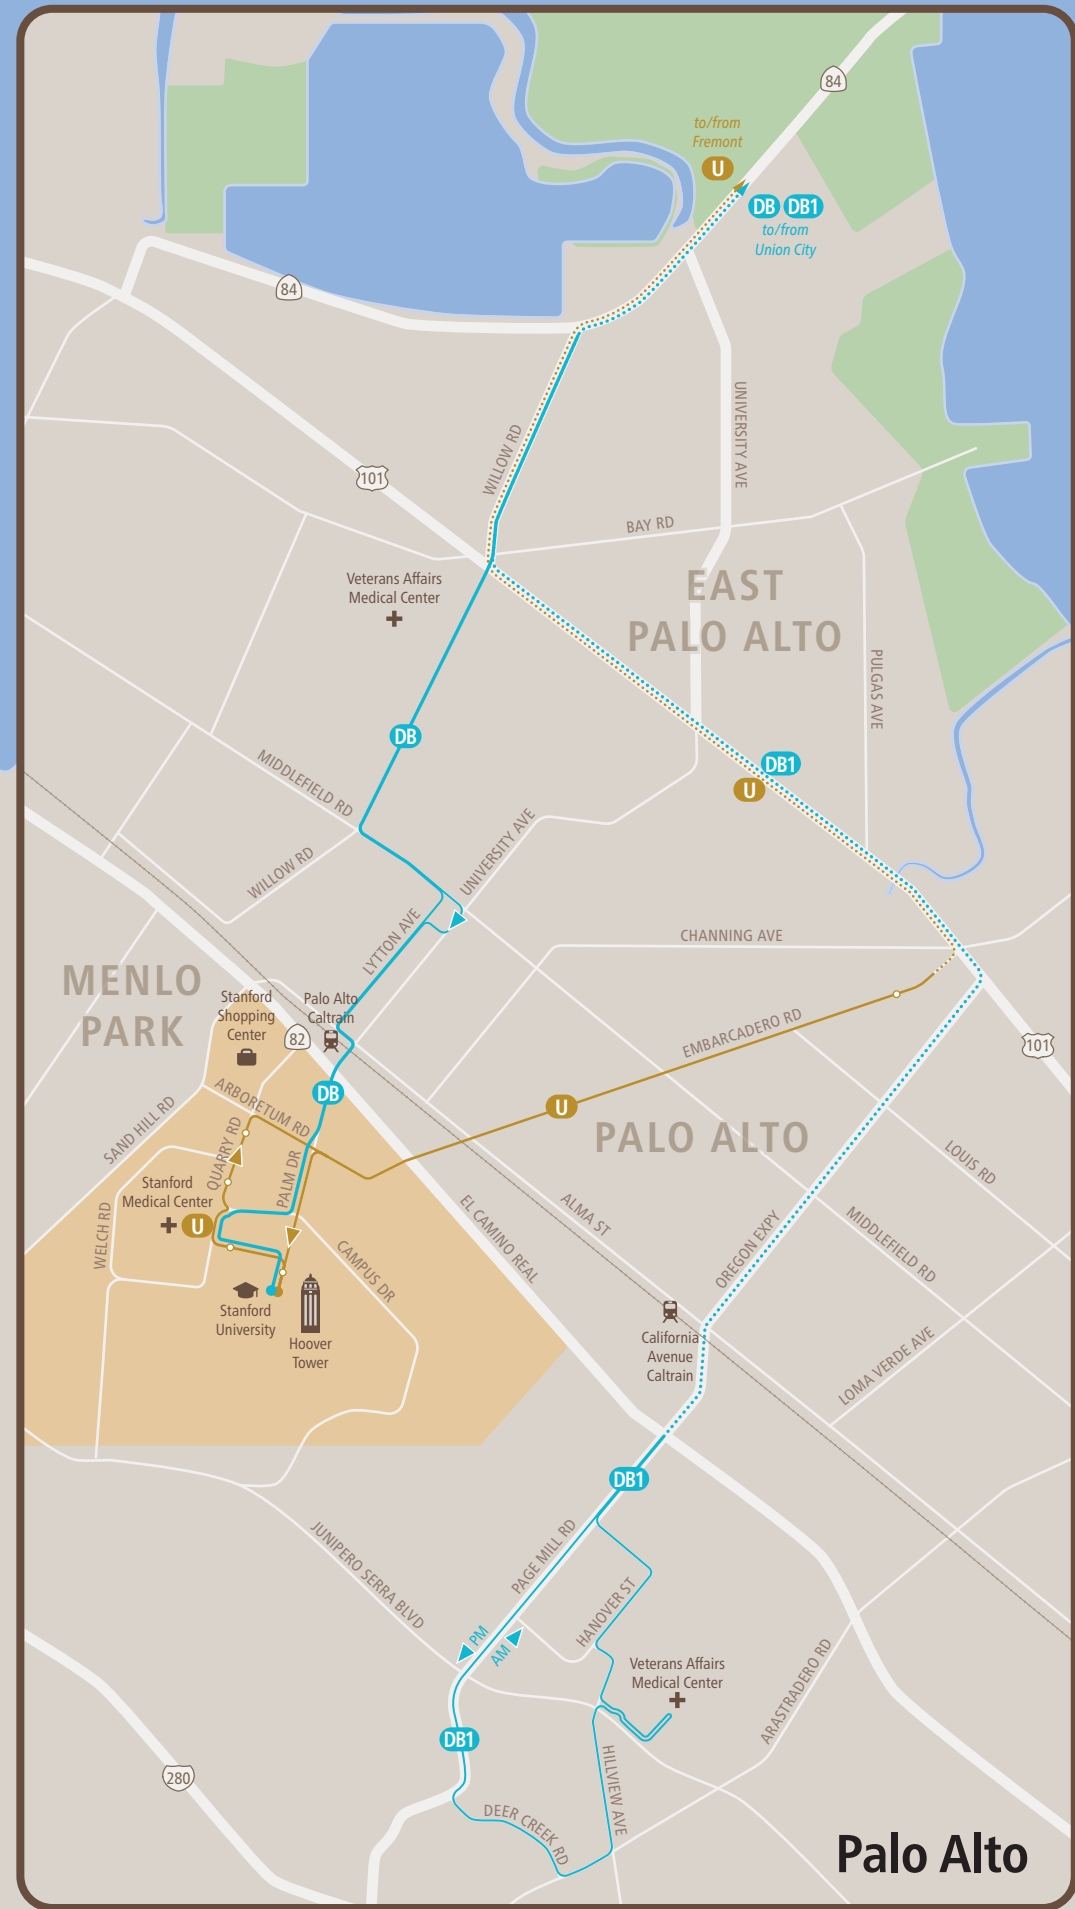 84
to/from
Fremont
U
DB DB1
to/from
Union City
84
UNIVERSITY AVE
WILLOW RD
101
BAY RD
Veterans Affairs
Medical Center
EAST
PALO ALTO
PULGAS AVE
DB
DB1
U
MIDDLEFIELD RD
UNIVERSITY AVE
WILLOW RD
LYTTON AVE
CHANNING AVE
MENLO
PARK
Stanford
Shopping
Center
Palo Alto
Caltrain
82
EMBARCADERO RD
101
DB
ARBORETUM RD
U
SAND HILL RD
QUARRY RD
PALM DR
PALO ALTO
LOUIS RD
Stanford
Medical Center
U
WELCH RD
EL CAMINO REAL
ALMA ST
MIDDLEFIELD RD
OREGON EXPY
CAMPUS DR
Stanford
University
Hoover
Tower
California
Avenue
Caltrain
LOMA VERDE AVE
DB1
JUNIPERO SERRA BLVD
PAGE MILL RD
HANOVER ST
PM
AM
Veterans Affairs
Medical Center
ARASTRADERO RD
DB1
280
HILLVIEW AVE
DEER CREEK RD
Palo Alto